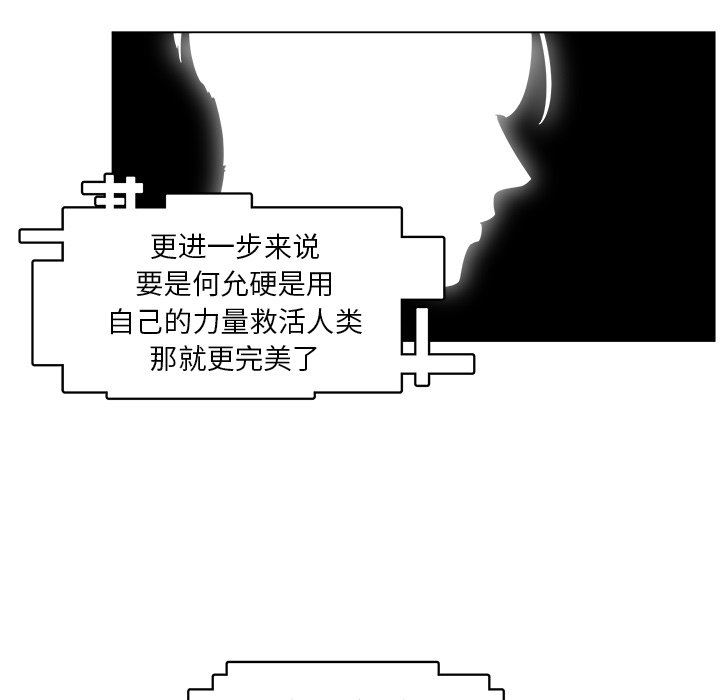 更进一步来说
要是何允硬是用
自己的力量救活人类
那就更完美了